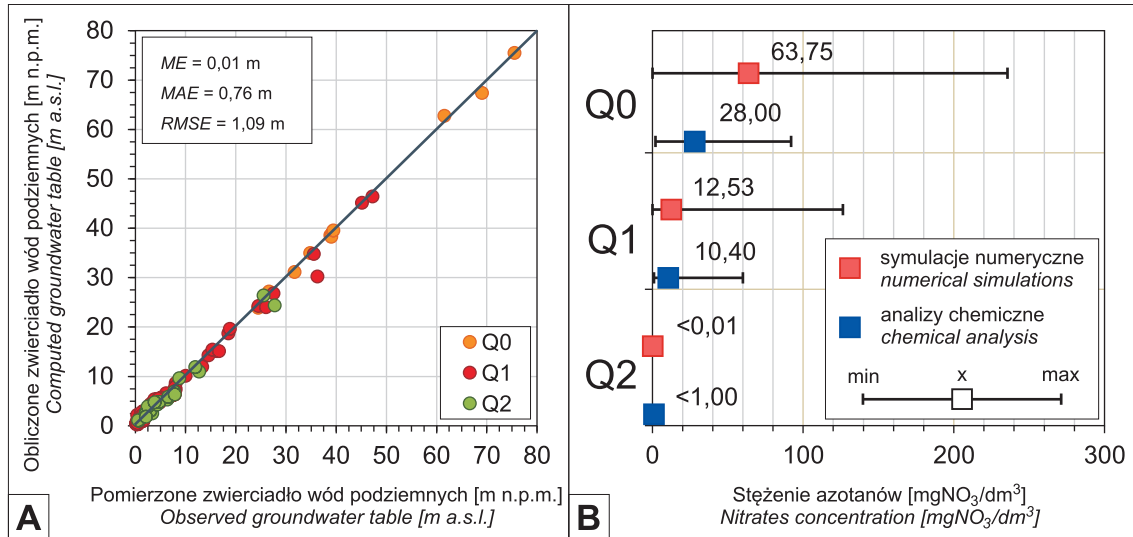 Obliczone zwierciadło wód podziemnych [m n.p.m.]
Computed groundwater table [m a.s.l.]
80
70
60
50
40
30
20
10
0
ME = 0,01 m
MAE = 0,76 m
RMSE = 1,09 m
Q0
Q1
Q2
0 10 20 30 40 50 60 70 80
Pomierzone zwierciadło wód podziemnych [m n.p.m.]
Observed groundwater table [m a.s.l.]
A
Q0
63,75
28,00
Q1
12,53
10,40
Q2
<0,01
<1,00
symulacje numeryczne
numerical simulations
analizy chemiczne
chemical analysis
min x max
0 100 200 300
Stężenie azotanów [mgNO₃/dm³]
Nitrates concentration [mgNO₃/dm³]
B